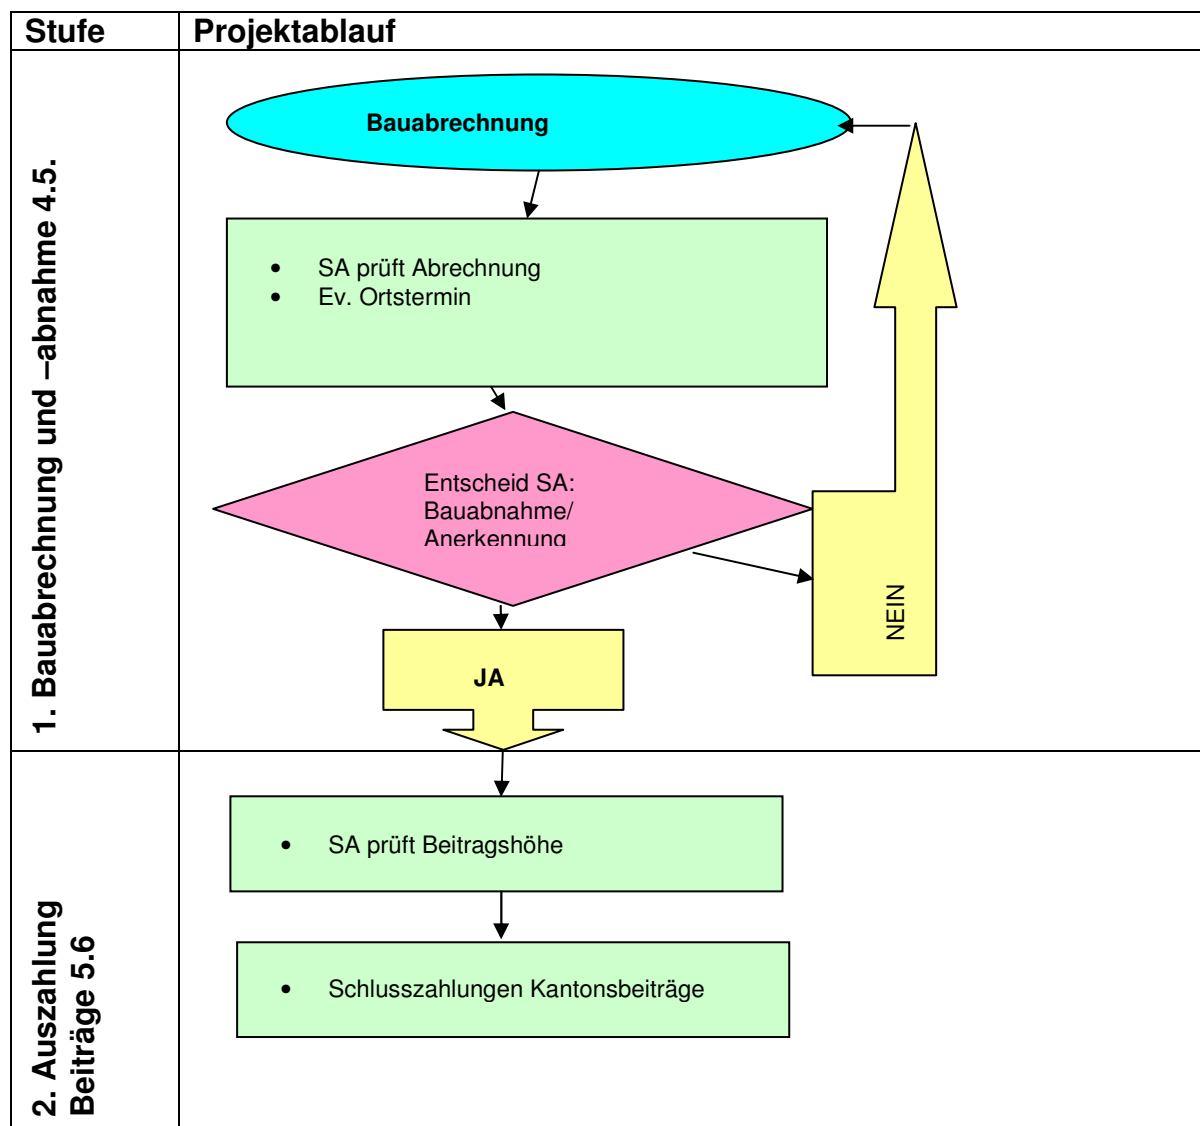 Stufe
Projektablauf
1. Bauabrechnung und –abnahme 4.5.
Bauabrechnung
• SA prüft Abrechnung
• Ev. Ortstermin
Entscheid SA:
Bauabnahme/
Anerkennung
NEIN
JA
2. Auszahlung
Beiträge 5.6
• SA prüft Beitragshöhe
• Schlusszahlungen Kantonsbeiträge